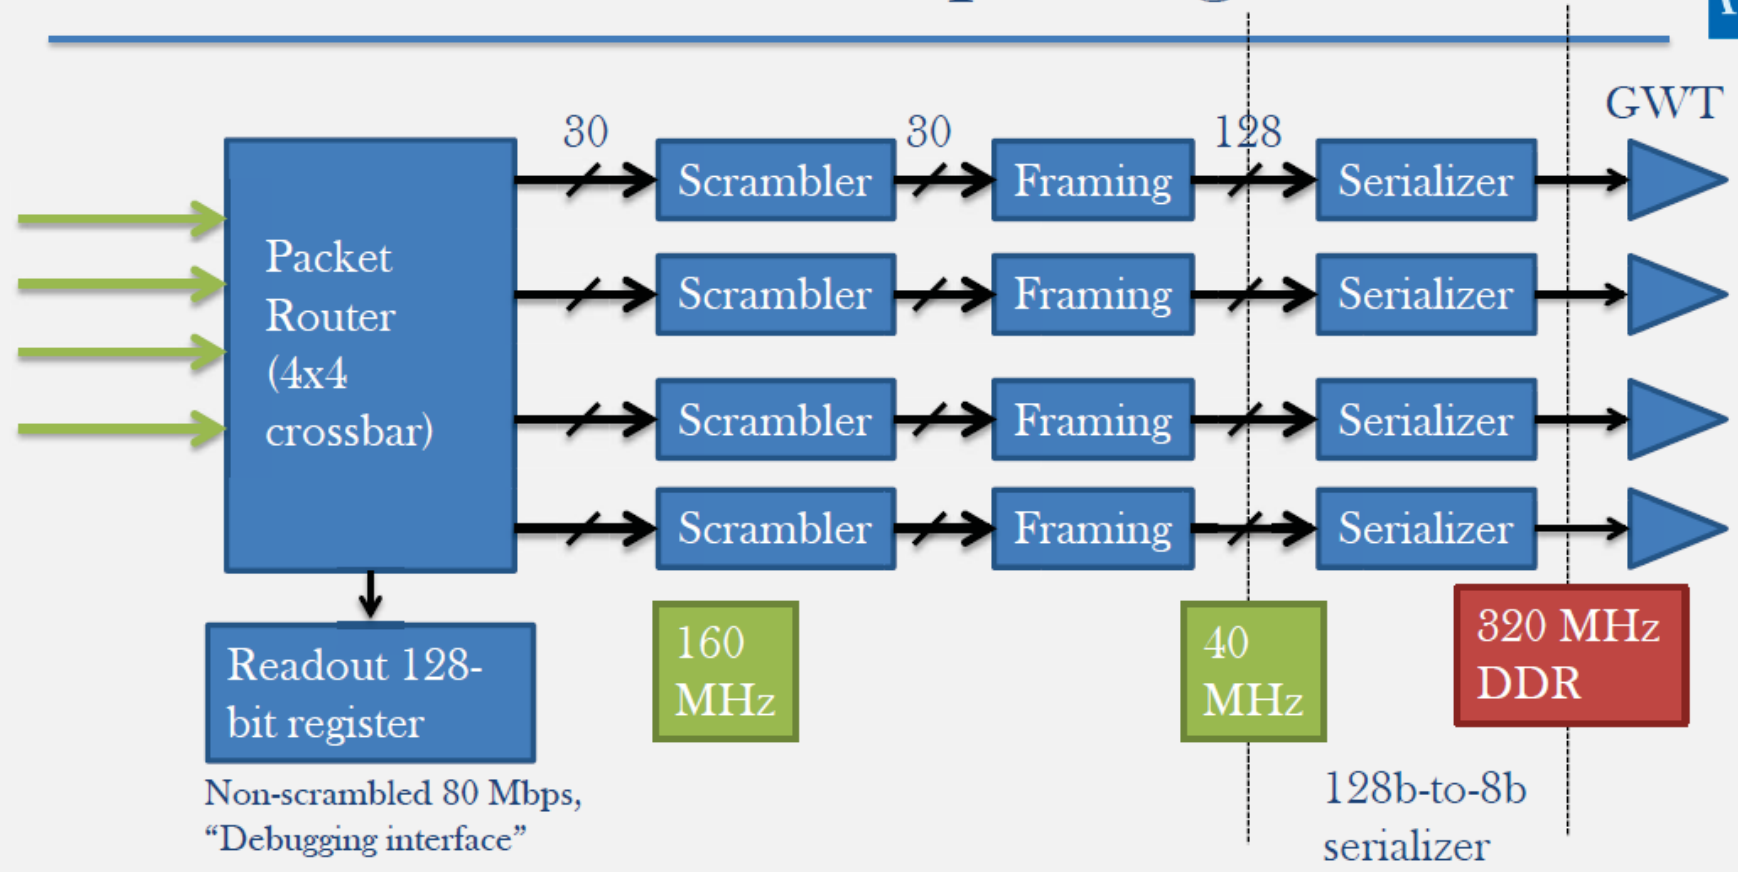 GWT
30
30
128
Scrambler
Framing
Serializer
Packet
Router
(4x4
crossbar)
Scrambler
Framing
Serializer
Scrambler
Framing
Serializer
Scrambler
Framing
Serializer
Readout 128-
bit register
160
MHz
40
MHz
320 MHz
DDR
Non-scrambled 80 Mbps,
“Debugging interface”
128b-to-8b
serializer